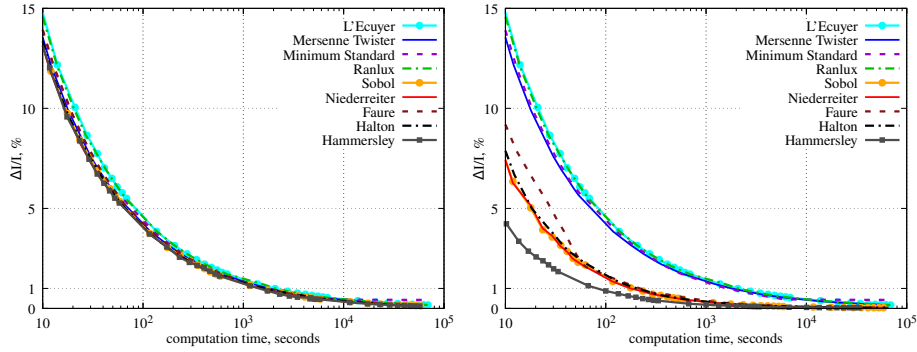 15
10
5
1
0
ΔI/I, %
L'Ecuyer
Mersenne Twister
Minimum Standard
Ranlux
Sobol
Niederreiter
Faure
Halton
Hammersley
10 10² 10³ 10⁴ 10⁵
computation time, seconds
15
10
5
1
0
ΔI/I, %
L'Ecuyer
Mersenne Twister
Minimum Standard
Ranlux
Sobol
Niederreiter
Faure
Halton
Hammersley
10 10² 10³ 10⁴ 10⁵
computation time, seconds